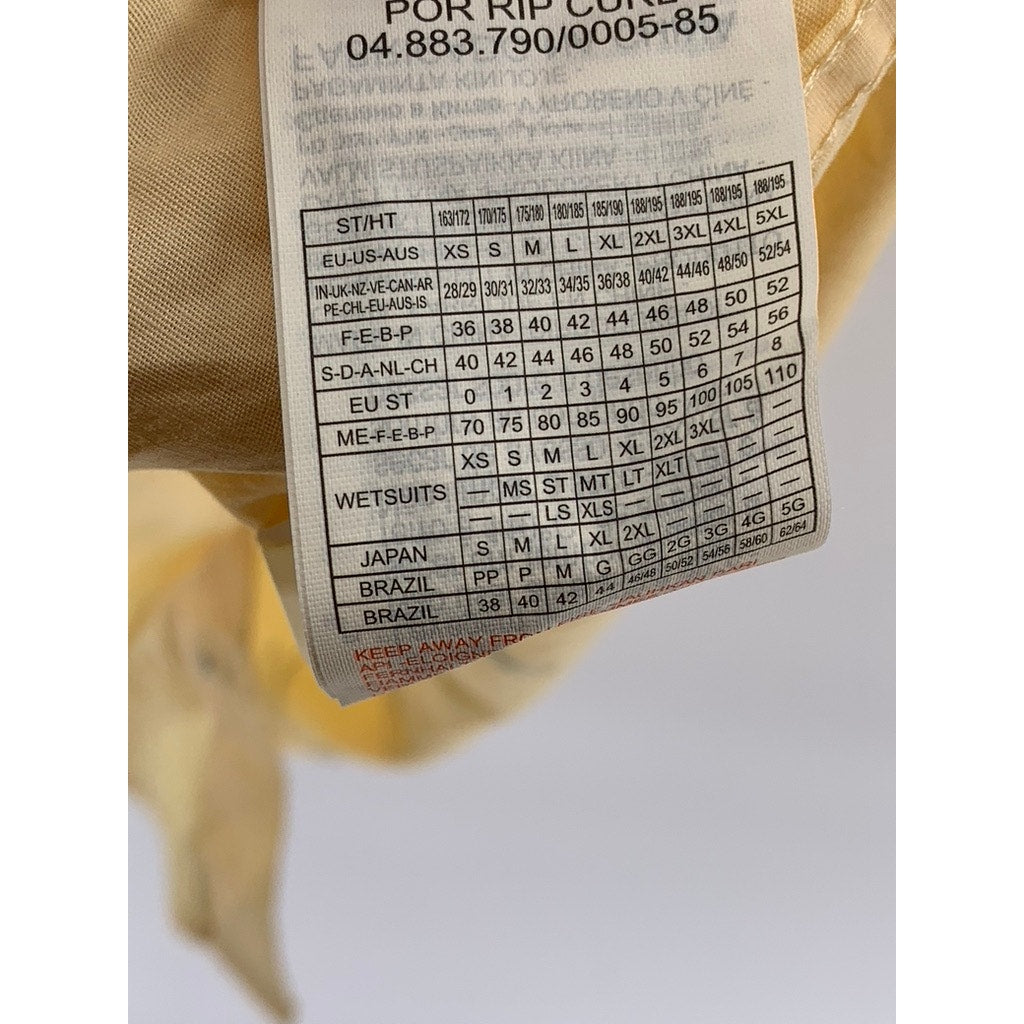 POR RIP CURL
04.883.790/0005-85
ST/HT 163/172 170/175 175/180 180/185 185/190 188/195 188/195 188/195 188/195
EU-US-AUS XS S M L XL 2XL 3XL 4XL 5XL
IN-UK-NZ-VE-CAN-AR
PE-CHL-EU-AUS-IS 28/29 30/31 32/33 34/35 36/38 40/42 44/46 48/50 52/54
F-E-B-P 36 38 40 42 44 46 48 50 52
S-D-A-NL-CH 40 42 44 46 48 50 52 54 56
EU ST 0 1 2 3 4 5 6 7 8
ME-F-E-B-P 70 75 80 85 90 95 100 105 110
WETSUITS XS S M L XL 2XL 3XL — —
— MS ST MT LT XLT — — —
— — LS XLS — — — — —
JAPAN S M L XL 2XL — — — —
BRAZIL PP P M G GG 2G 3G 4G 5G
BRAZIL 38 40 42 44 46/48 50/52 54/56 58/60 62/64
KEEP AWAY FRO
API -ELOIGNE